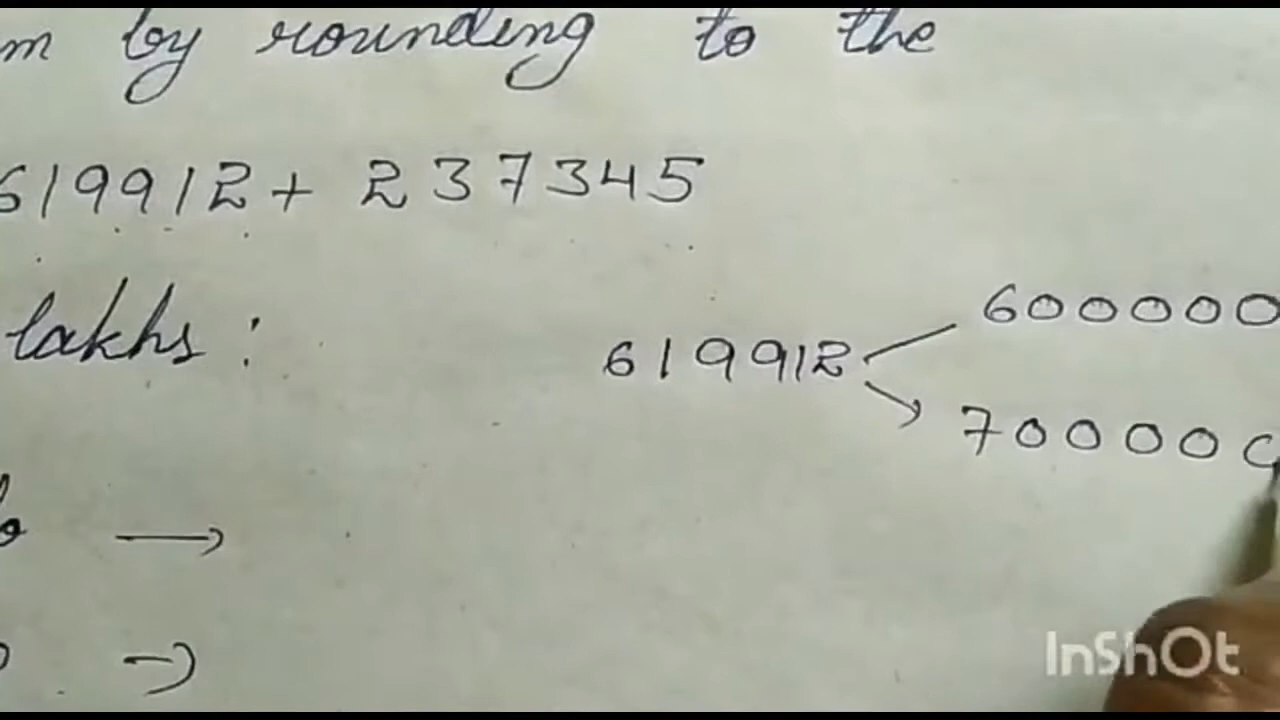 m by rounding to the
619912 + 237345
lakhs :
600000
619912
700000
InShOt